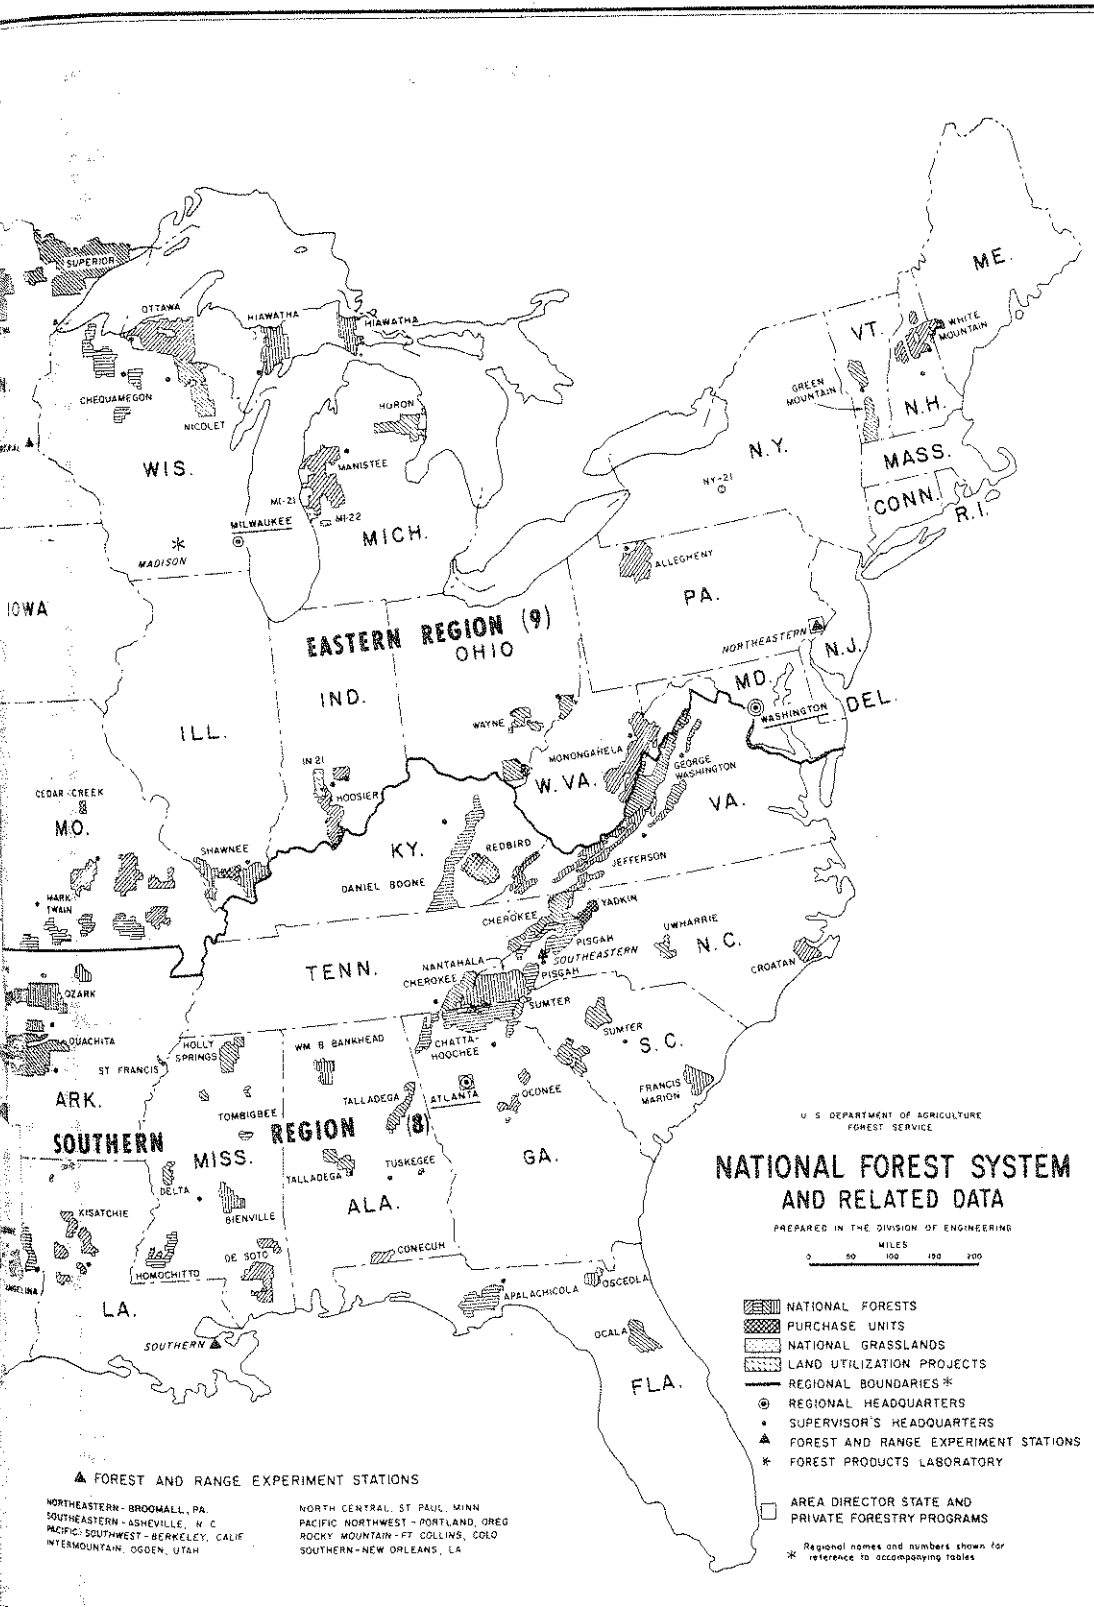 SUPERIOR
OTTAWA
HIAWATHA
HIAWATHA
CHEQUAMEGON
NICOLET
HURON
MANISTEE
MI-21
MI-22
WIS.
MILWAUKEE
MADISON
MICH.
ME.
VT.
WHITE
MOUNTAIN
GREEN
MOUNTAIN
N.H.
N.Y.
NY-21
MASS.
CONN.
R.I.
ALLEGHENY
PA.
NORTHEASTERN
N.J.
MD.
WASHINGTON
DEL.
IOWA
EASTERN REGION (9)
OHIO
IND.
ILL.
WAYNE
MONONGAHELA
GEORGE
WASHINGTON
W. VA.
VA.
IN 21
HOOSIER
CEDAR CREEK
MO.
SHAWNEE
MARK
TWAIN
KY.
REDBIRD
DANIEL BOONE
JEFFERSON
CHEROKEE
YADKIN
PISGAH
UWHARRIE
N.C.
SOUTHEASTERN
CROATAN
TENN.
NANTAHALA
CHEROKEE
PISGAH
SUMTER
OZARK
OUACHITA
ST FRANCIS
ARK.
HOLLY
SPRINGS
WM B BANKHEAD
CHATTA-
HOOCHEE
SUMTER
S.C.
FRANCIS
MARION
TALLADEGA
ATLANTA
OCONEE
TOMBIGBEE
SOUTHERN REGION (8)
MISS.
TALLADEGA
TUSKEGEE
GA.
DELTA
ALA.
KISATCHIE
BIENVILLE
DE SOTO
CONECUH
HOMOCHITTO
ANGELINA
LA.
APALACHICOLA
OSCEOLA
SOUTHERN
OCALA
FLA.
U S DEPARTMENT OF AGRICULTURE
FOREST SERVICE
NATIONAL FOREST SYSTEM
AND RELATED DATA
PREPARED IN THE DIVISION OF ENGINEERING
MILES
0 50 100 150 200
NATIONAL FORESTS
PURCHASE UNITS
NATIONAL GRASSLANDS
LAND UTILIZATION PROJECTS
REGIONAL BOUNDARIES *
REGIONAL HEADQUARTERS
SUPERVISOR'S HEADQUARTERS
FOREST AND RANGE EXPERIMENT STATIONS
FOREST PRODUCTS LABORATORY
AREA DIRECTOR STATE AND
PRIVATE FORESTRY PROGRAMS
* Regional names and numbers shown for
reference to accompanying tables
FOREST AND RANGE EXPERIMENT STATIONS
NORTHEASTERN - BROOMALL, PA.
SOUTHEASTERN - ASHEVILLE, N C
PACIFIC SOUTHWEST - BERKELEY, CALIF
INTERMOUNTAIN, OGDEN, UTAH
NORTH CENTRAL, ST PAUL, MINN
PACIFIC NORTHWEST - PORTLAND, OREG
ROCKY MOUNTAIN - FT COLLINS, COLO
SOUTHERN - NEW ORLEANS, LA